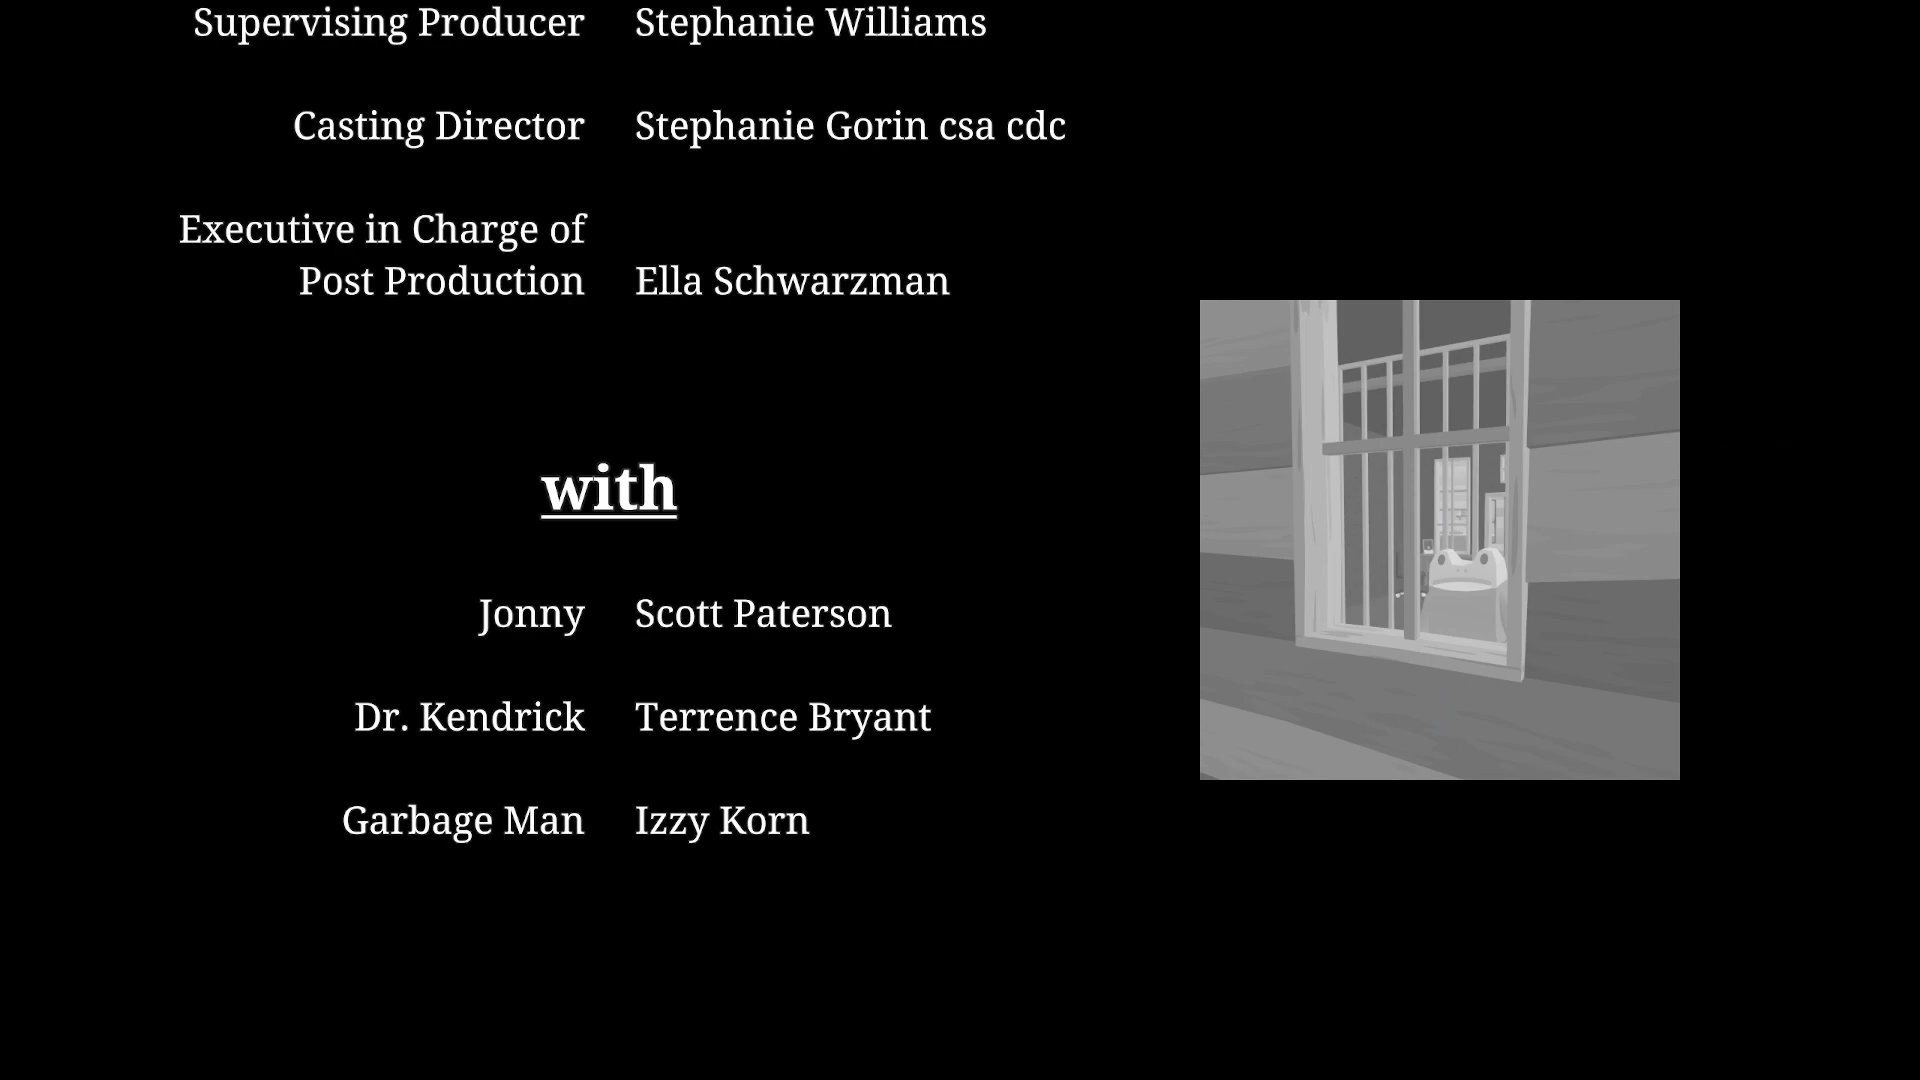 Supervising Producer Stephanie Williams
Casting Director Stephanie Gorin csa cdc
Executive in Charge of
Post Production Ella Schwarzman
with
Jonny Scott Paterson
Dr. Kendrick Terrence Bryant
Garbage Man Izzy Korn